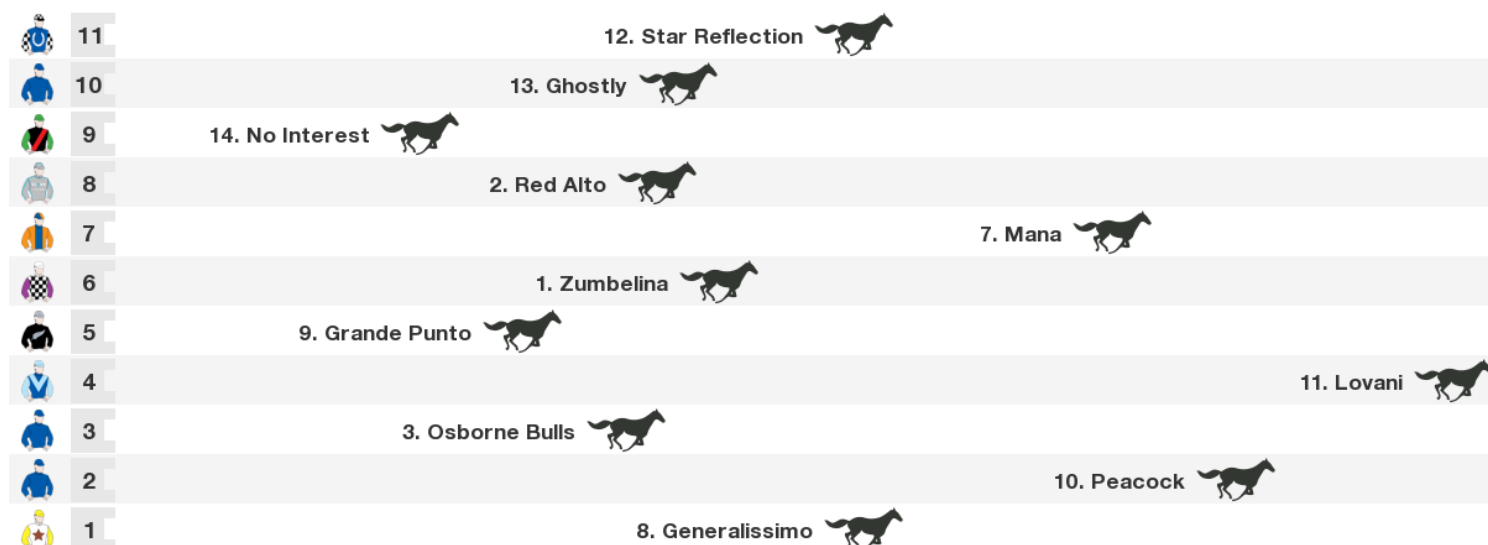 11 12. Star Reflection
10 13. Ghostly
9 14. No Interest
8 2. Red Alto
7 7. Mana
6 1. Zumbelina
5 9. Grande Punto
4 11. Lovani
3 3. Osborne Bulls
2 10. Peacock
1 8. Generalissimo